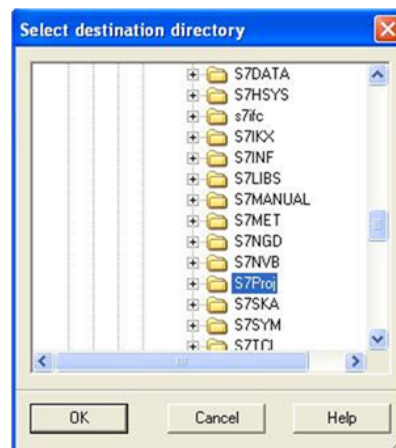 Select destination directory
S7DATA
S7HSYS
s7ifc
S7IKX
S7INF
S7LIBS
S7MANUAL
S7MET
S7NGD
S7NVB
S7Proj
S7SKA
S7SYM
S7TCI
OK
Cancel
Help